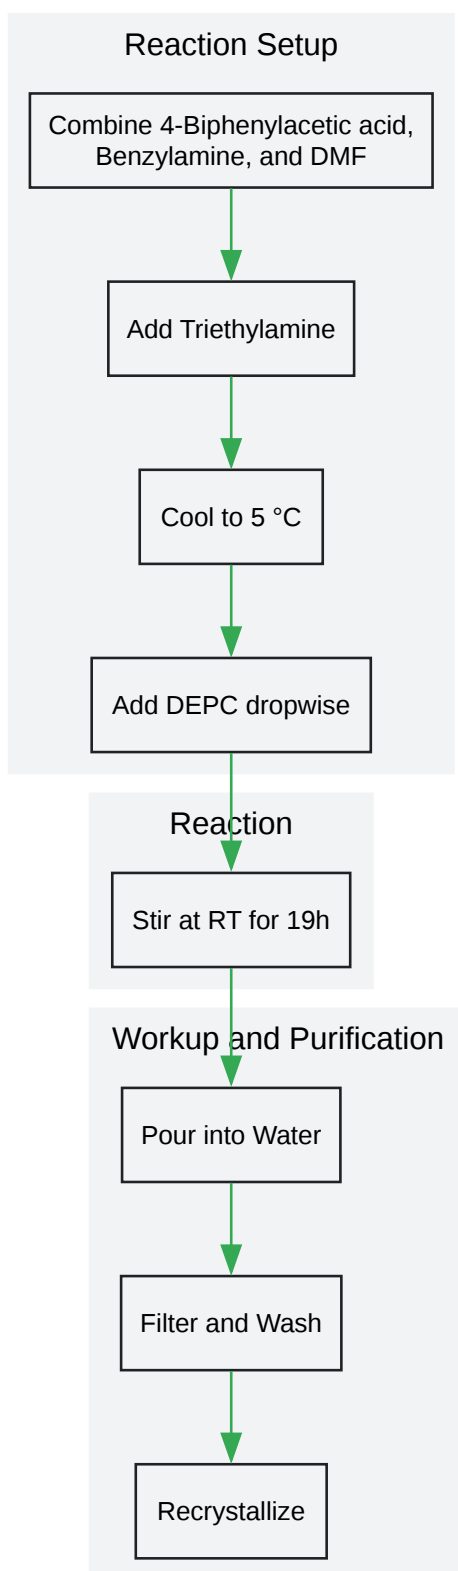 Reaction Setup
Combine 4-Biphenylacetic acid,
Benzylamine, and DMF
Add Triethylamine
Cool to 5 °C
Add DEPC dropwise
Reaction
Stir at RT for 19h
Workup and Purification
Pour into Water
Filter and Wash
Recrystallize